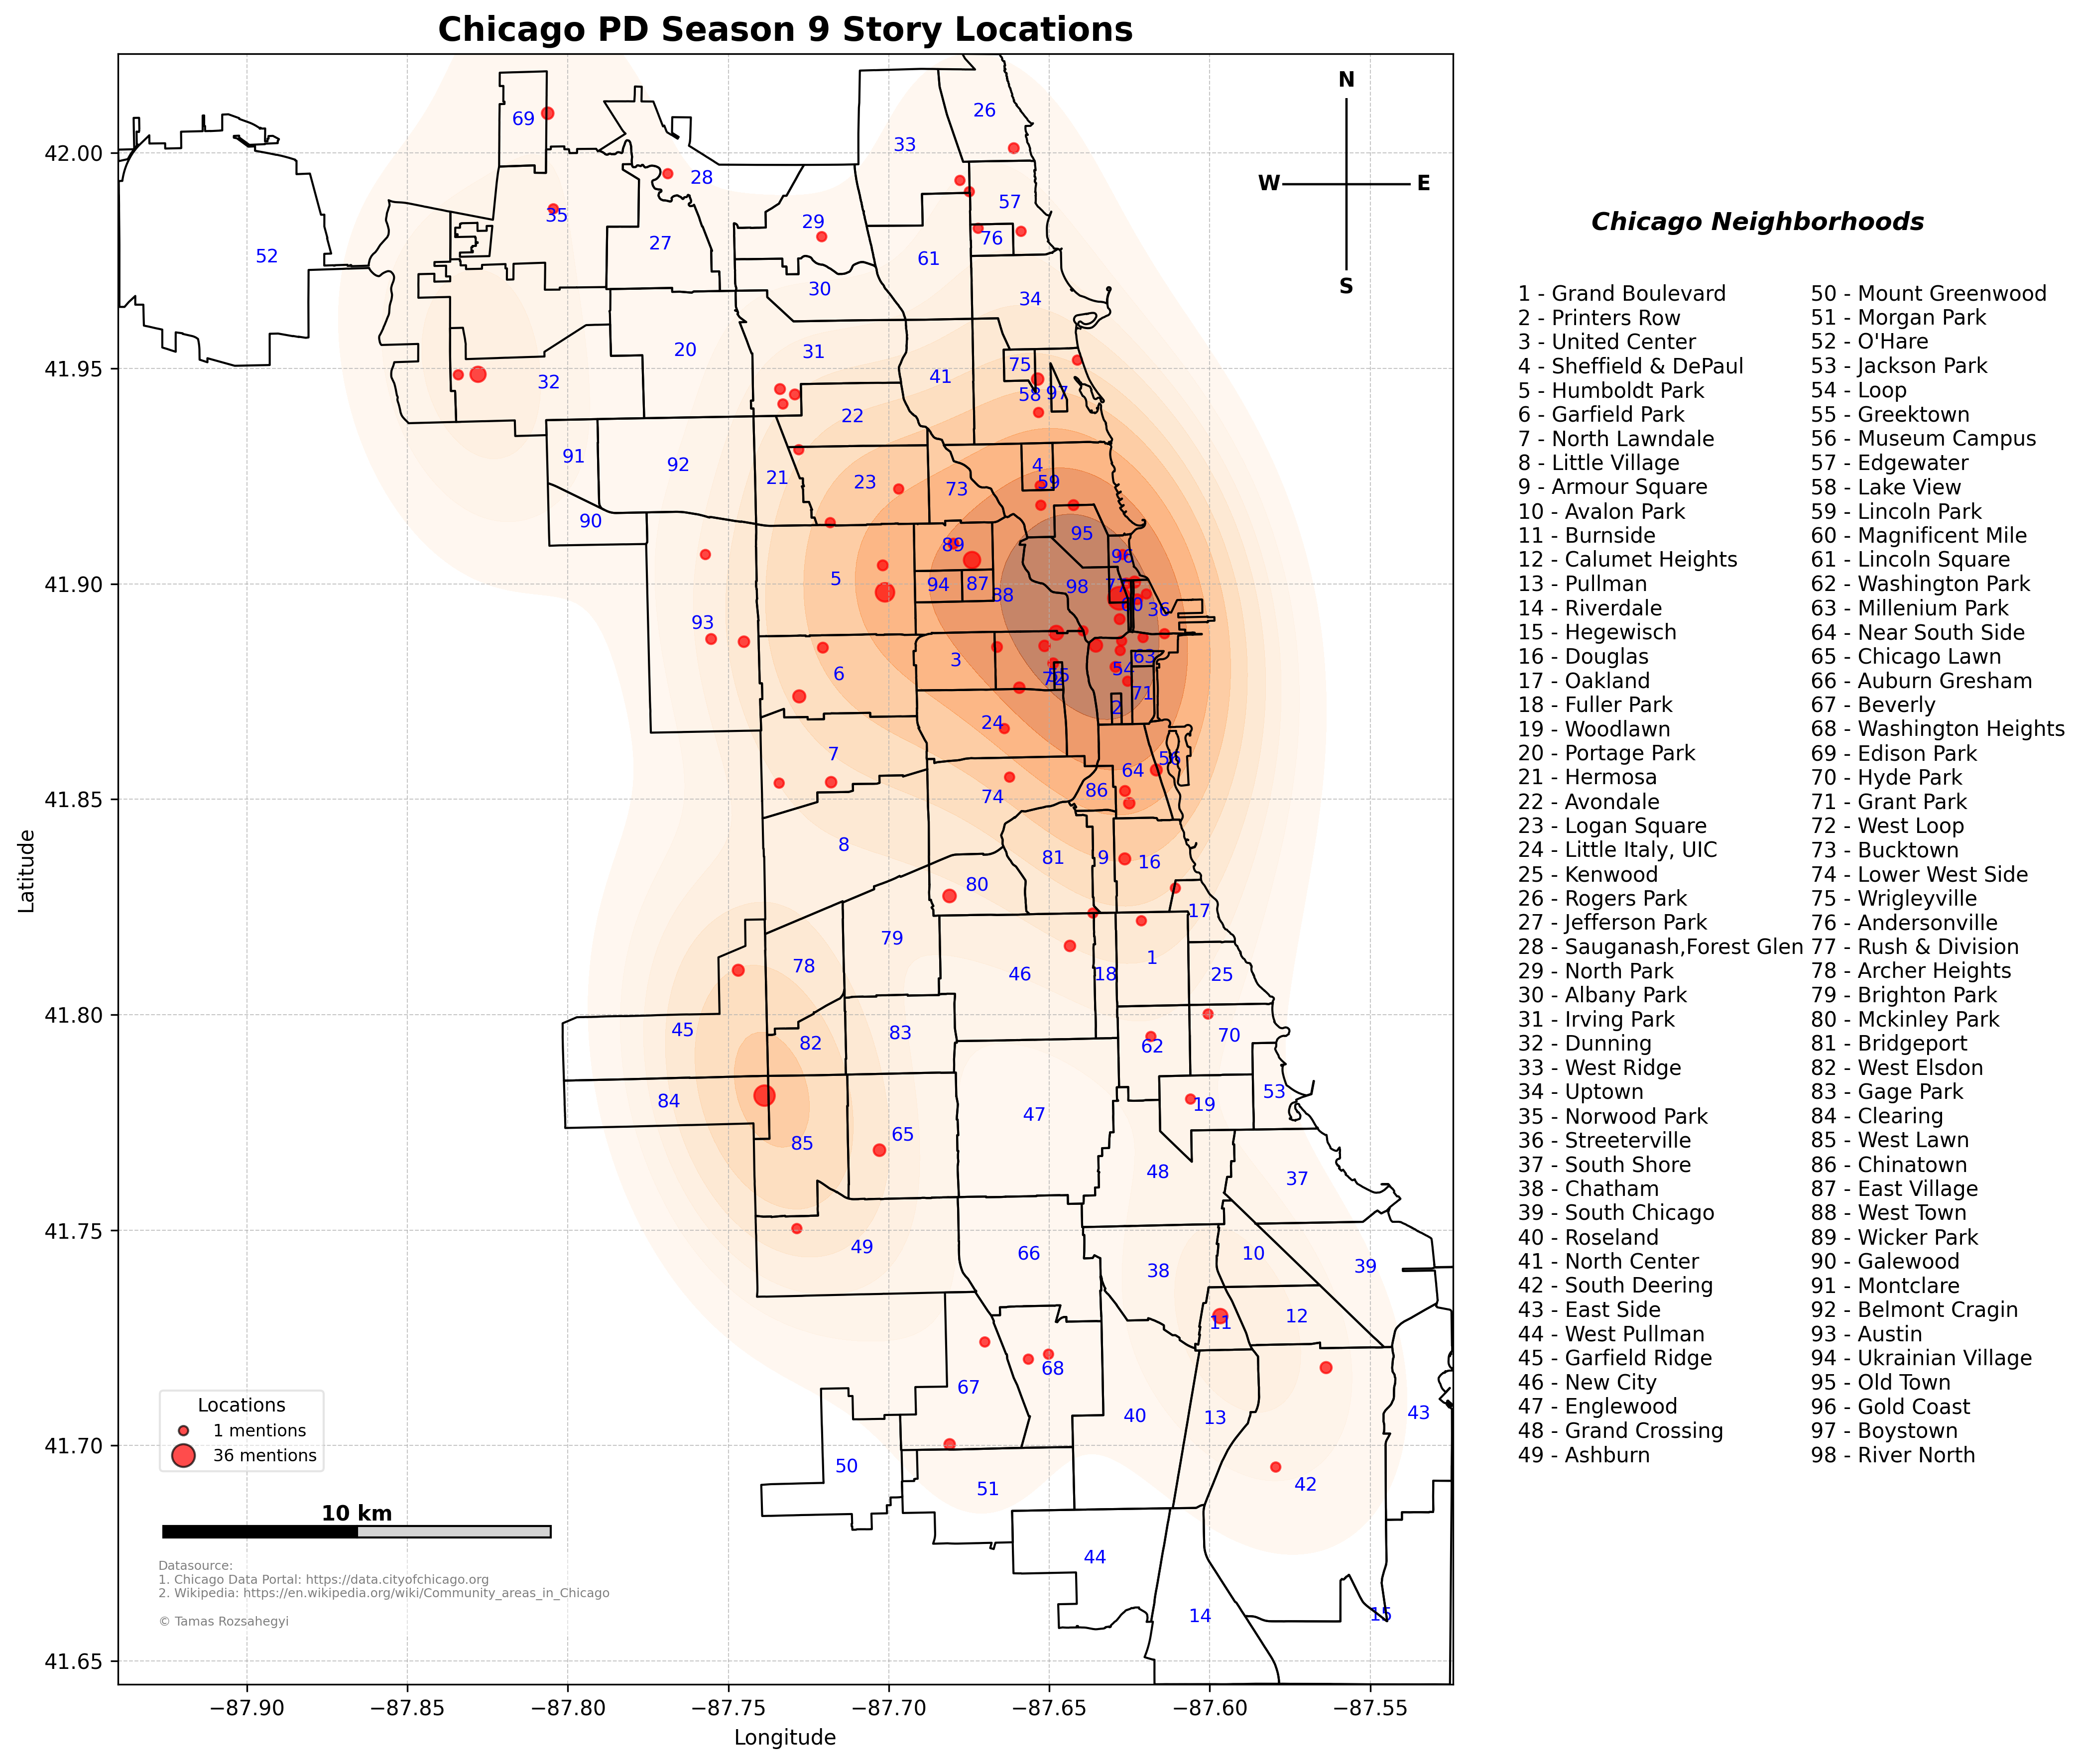 Chicago PD Season 9 Story Locations
N
W
E
S
Latitude
Longitude
42.00
41.95
41.90
41.85
41.80
41.75
41.70
41.65
−87.90
−87.85
−87.80
−87.75
−87.70
−87.65
−87.60
−87.55
69
26
33
28
57
35
29
76
27
52
61
30
34
20
31
75
32
41
58
97
22
91
92
21
23
73
4
59
90
95
89
96
5
94
87
88
98
77
60
36
93
3
6
72
55
54
63
71
2
24
7
64
56
74
86
8
81
9
16
80
17
79
78
46
18
1
25
45
82
83
62
70
84
47
19
53
85
65
48
37
49
66
38
10
39
11
12
67
68
40
13
43
50
51
42
44
14
15
Locations
1 mentions
36 mentions
10 km
Datasource:
1. Chicago Data Portal: https://data.cityofchicago.org
2. Wikipedia: https://en.wikipedia.org/wiki/Community_areas_in_Chicago
© Tamas Rozsahegyi
Chicago Neighborhoods
1 - Grand Boulevard
2 - Printers Row
3 - United Center
4 - Sheffield & DePaul
5 - Humboldt Park
6 - Garfield Park
7 - North Lawndale
8 - Little Village
9 - Armour Square
10 - Avalon Park
11 - Burnside
12 - Calumet Heights
13 - Pullman
14 - Riverdale
15 - Hegewisch
16 - Douglas
17 - Oakland
18 - Fuller Park
19 - Woodlawn
20 - Portage Park
21 - Hermosa
22 - Avondale
23 - Logan Square
24 - Little Italy, UIC
25 - Kenwood
26 - Rogers Park
27 - Jefferson Park
28 - Sauganash,Forest Glen
29 - North Park
30 - Albany Park
31 - Irving Park
32 - Dunning
33 - West Ridge
34 - Uptown
35 - Norwood Park
36 - Streeterville
37 - South Shore
38 - Chatham
39 - South Chicago
40 - Roseland
41 - North Center
42 - South Deering
43 - East Side
44 - West Pullman
45 - Garfield Ridge
46 - New City
47 - Englewood
48 - Grand Crossing
49 - Ashburn
50 - Mount Greenwood
51 - Morgan Park
52 - O'Hare
53 - Jackson Park
54 - Loop
55 - Greektown
56 - Museum Campus
57 - Edgewater
58 - Lake View
59 - Lincoln Park
60 - Magnificent Mile
61 - Lincoln Square
62 - Washington Park
63 - Millenium Park
64 - Near South Side
65 - Chicago Lawn
66 - Auburn Gresham
67 - Beverly
68 - Washington Heights
69 - Edison Park
70 - Hyde Park
71 - Grant Park
72 - West Loop
73 - Bucktown
74 - Lower West Side
75 - Wrigleyville
76 - Andersonville
77 - Rush & Division
78 - Archer Heights
79 - Brighton Park
80 - Mckinley Park
81 - Bridgeport
82 - West Elsdon
83 - Gage Park
84 - Clearing
85 - West Lawn
86 - Chinatown
87 - East Village
88 - West Town
89 - Wicker Park
90 - Galewood
91 - Montclare
92 - Belmont Cragin
93 - Austin
94 - Ukrainian Village
95 - Old Town
96 - Gold Coast
97 - Boystown
98 - River North